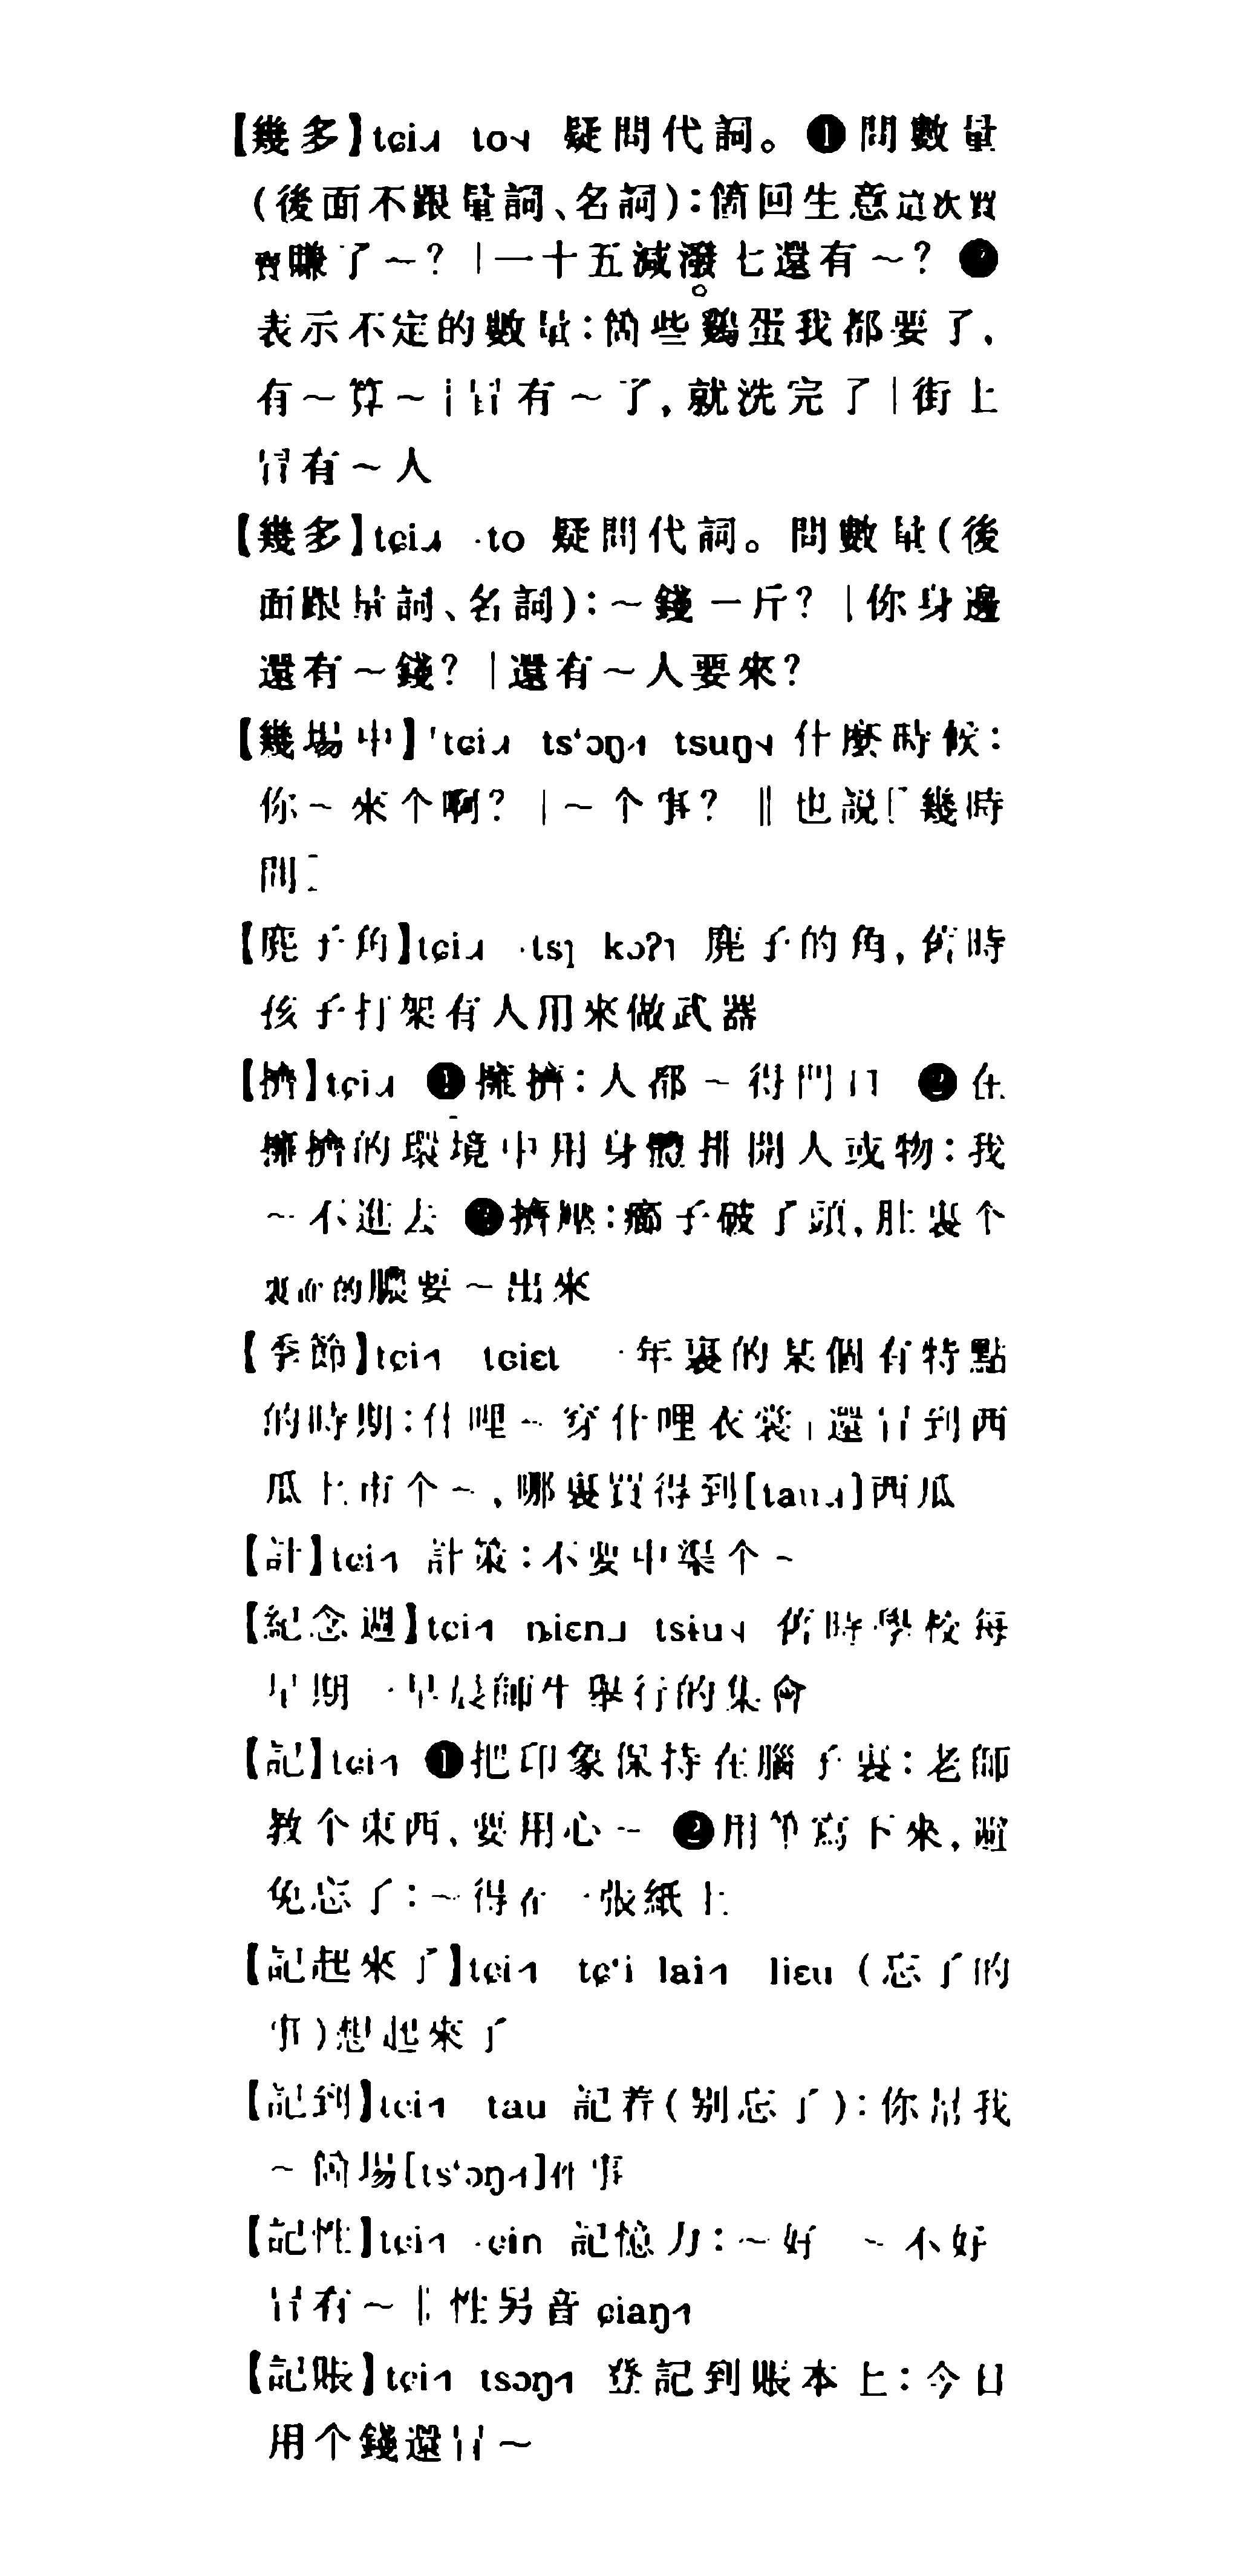 【幾多】tɕi˩ to˧ 疑問代詞。❶問數量
(後面不跟量詞、名詞):箇回生意這次買
賣賺了～?｜一十五減潑七還有～?❷
表示不定的數量:箇些鷄蛋我都要了,
有～算～｜冇有～了,就洗完了｜街上
冇有～人
【幾多】tɕi˩ ·to 疑問代詞。問數量(後
面跟量詞、名詞):～錢一斤?｜你身邊
還有～錢?｜還有～人要來?
【幾場中】tɕi˩ tsʻɔŋ˦ tsuŋ˧ 什麼時候:
你～來个啊?｜～个事?‖也説[幾時
間]
【麂子角】tɕi˩ ·tsɿ kɔʔ˥ 麂子的角,舊時
孩子打架有人用來做武器
【擠】tɕi˩ ❶擁擠:人都～得門口 ❷在
擁擠的環境中用身體排開人或物:我
～不進去 ❸擠壓:癤子破了頭,肚裏个
裏面的膿要～出來
【季節】tɕi˦ tɕiɛt 一年裏的某個有特點
的時期:什哩～穿什哩衣裳｜還冇到西
瓜上市个～,哪裏買得到[tau˩]西瓜
【計】tɕi˦ 計策:不要中渠个～
【紀念週】tɕi˦ ȵiɛn˩ tsɨu˧ 舊時學校每
星期一早晨師生舉行的集會
【記】tɕi˦ ❶把印象保持在腦子裏:老師
教个東西,要用心～ ❷用筆寫下來,避
免忘了:～得在一張紙上
【記起來了】tɕi˦ tɕʻi lai˦ liɛu (忘了的
事)想起來了
【記到】tɕi˦ tau 記着(别忘了):你幫我
～箇場[tsʻɔŋ˦]件事
【記性】tɕi˦ ·ɕin 記憶力:～好 ～不好
冇有～‖性另音 ɕiaŋ˦
【記賬】tɕi˦ tsɔŋ˦ 登記到賬本上:今日
用个錢還冇～